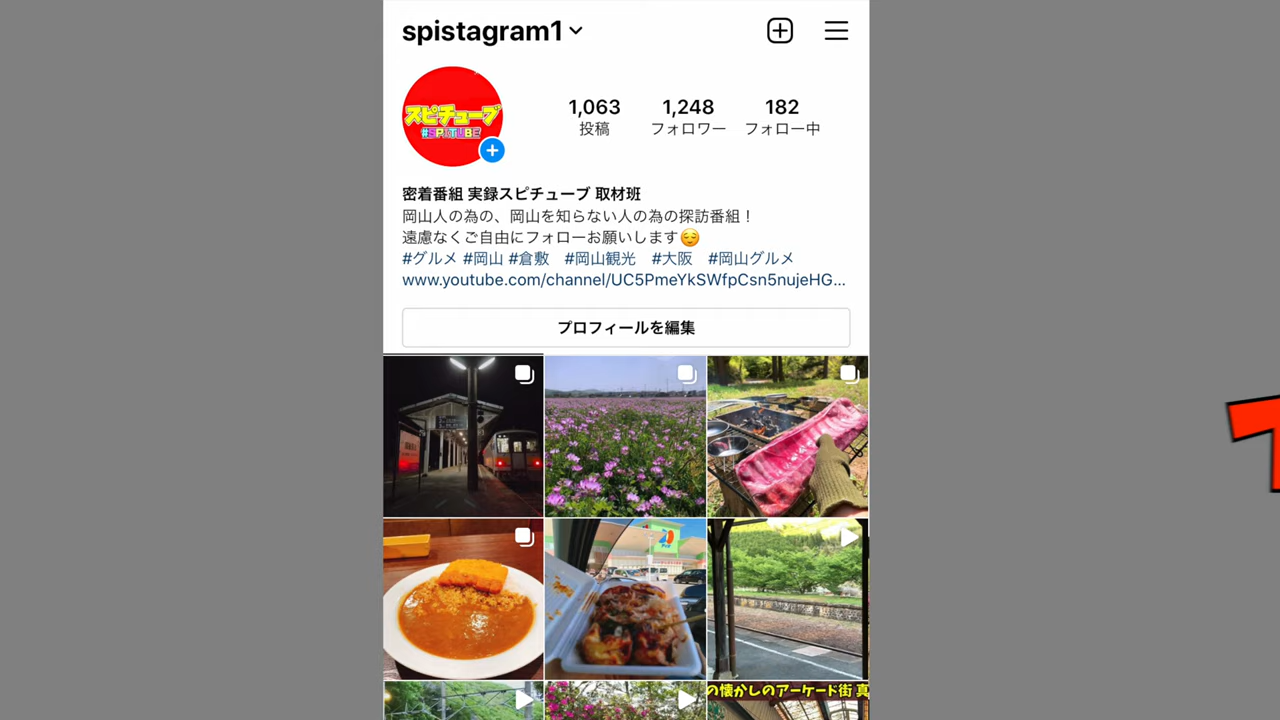 spistagram1
スピチューブ
#SPITUBE
1,063
投稿
1,248
フォロワー
182
フォロー中
密着番組 実録スピチューブ 取材班
岡山人の為の、岡山を知らない人の為の探訪番組！
遠慮なくご自由にフォローお願いします😌
#グルメ #岡山 #倉敷　#岡山観光　#大阪　#岡山グルメ
www.youtube.com/channel/UC5PmeYkSWfpCsn5nujeHG...
プロフィールを編集
の懐かしのアーケード街 真